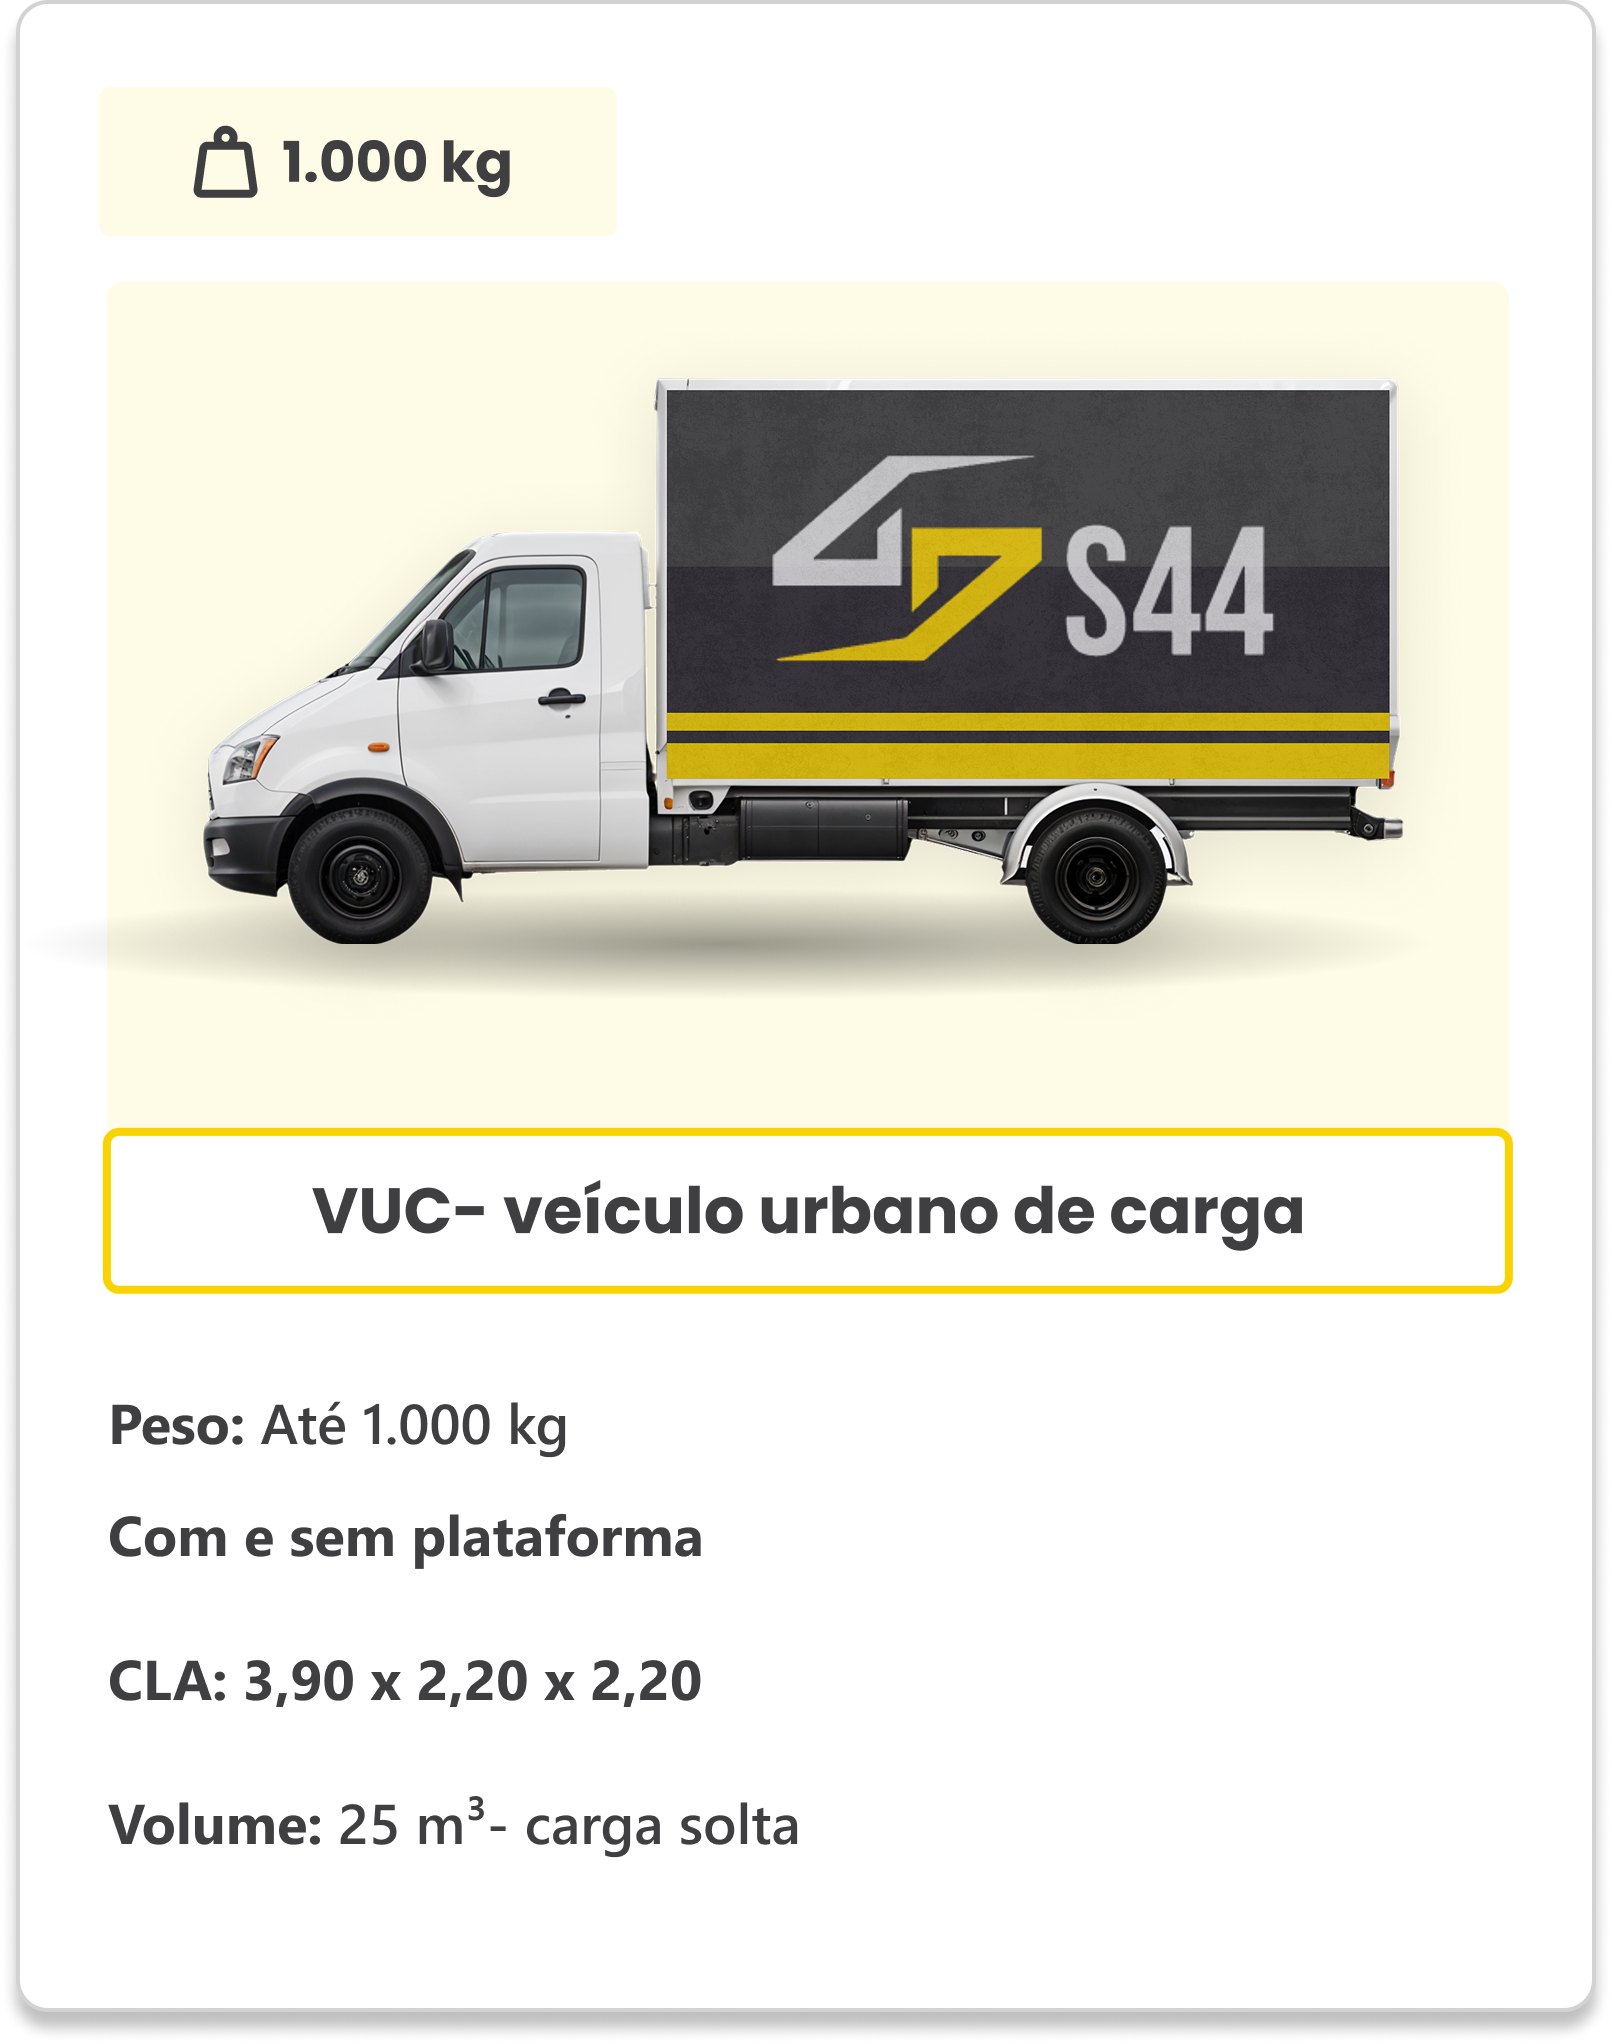 1.000 kg
S44
VUC- veículo urbano de carga
Peso: Até 1.000 kg
Com e sem plataforma
CLA: 3,90 x 2,20 x 2,20
Volume: 25 m³- carga solta